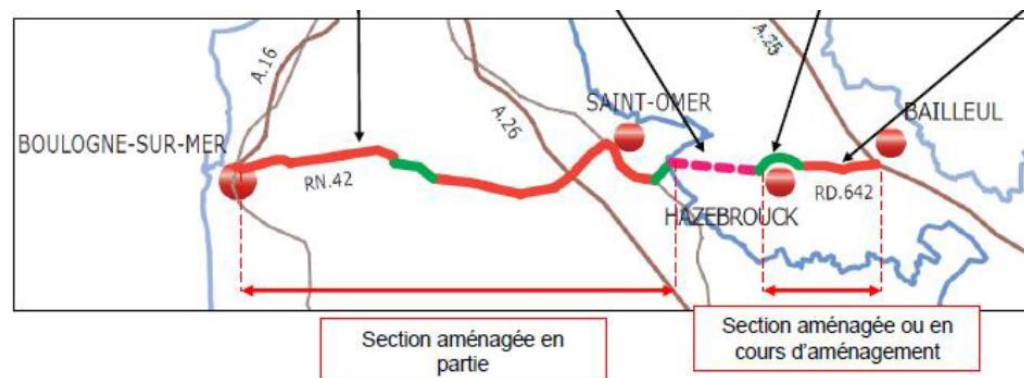 A.16
A.25
SAINT-OMER
BAILLEUL
A.26
BOULOGNE-SUR-MER
RN.42
RD.642
HAZEBROUCK
Section aménagée en
partie
Section aménagée ou en
cours d'aménagement